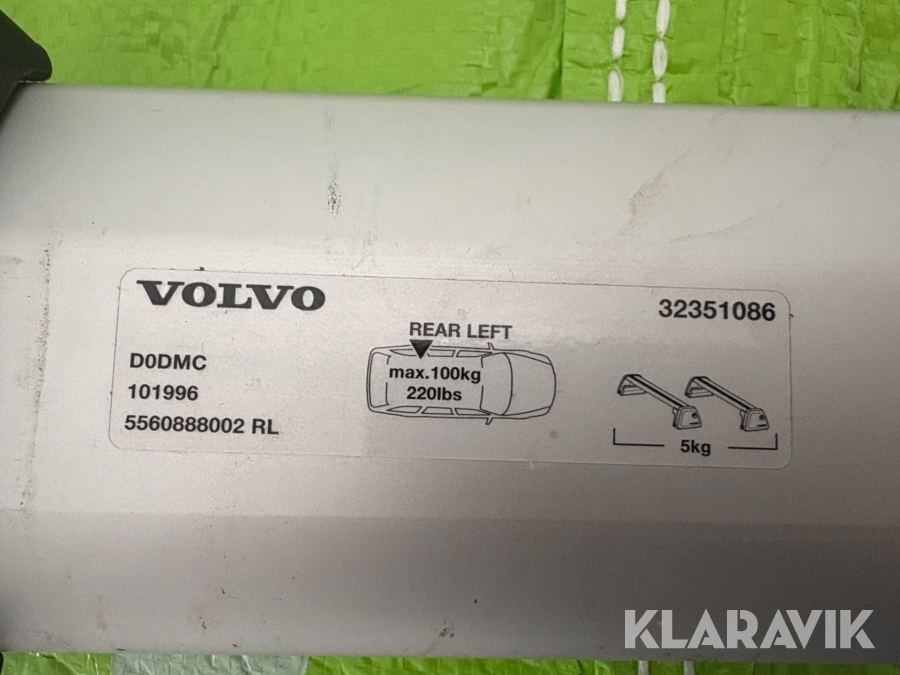 VOLVO
32351086
REAR LEFT
D0DMC
max.100kg
101996
220lbs
5560888002 RL
5kg
KLARAVIK